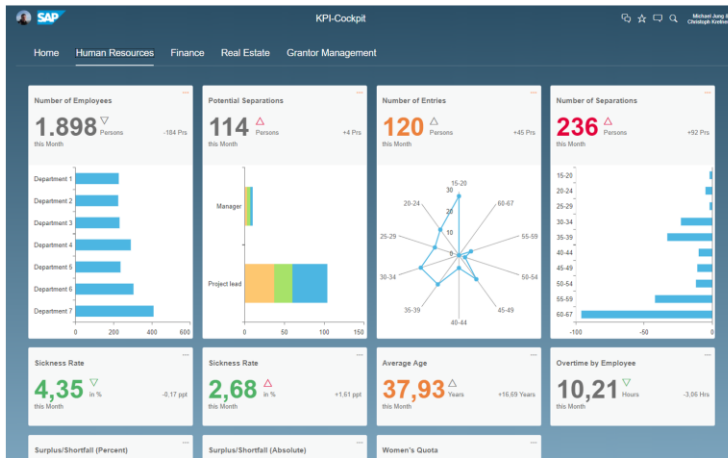 SAP
KPI-Cockpit
Michael Jung
Home Human Resources Finance Real Estate Grantor Management
Number of Employees
1.898 Persons -184 Prs
this Month
Department 1
Department 2
Department 3
Department 4
Department 5
Department 6
Department 7
0 200 400 600
Potential Separations
114 Persons +4 Prs
this Month
Manager
Project lead
0 50 100 150
Number of Entries
120 Persons +45 Prs
this Month
15-20
30
20
10
0
60-67
55-59
50-54
45-49
40-44
35-39
30-34
25-29
20-24
Number of Separations
236 Persons +92 Prs
this Month
15-20
20-24
25-29
30-34
35-39
40-44
45-49
50-54
55-59
60-67
-100 -50 0
Sickness Rate
4,35 in % -0,17 ppt
this Month
Sickness Rate
2,68 in % +1,61 ppt
this Month
Average Age
37,93 Years +16,69 Years
this Month
Overtime by Employee
10,21 Hours -3,06 Hrs
this Month
Surplus/Shortfall (Percent)
Surplus/Shortfall (Absolute)
Women's Quota